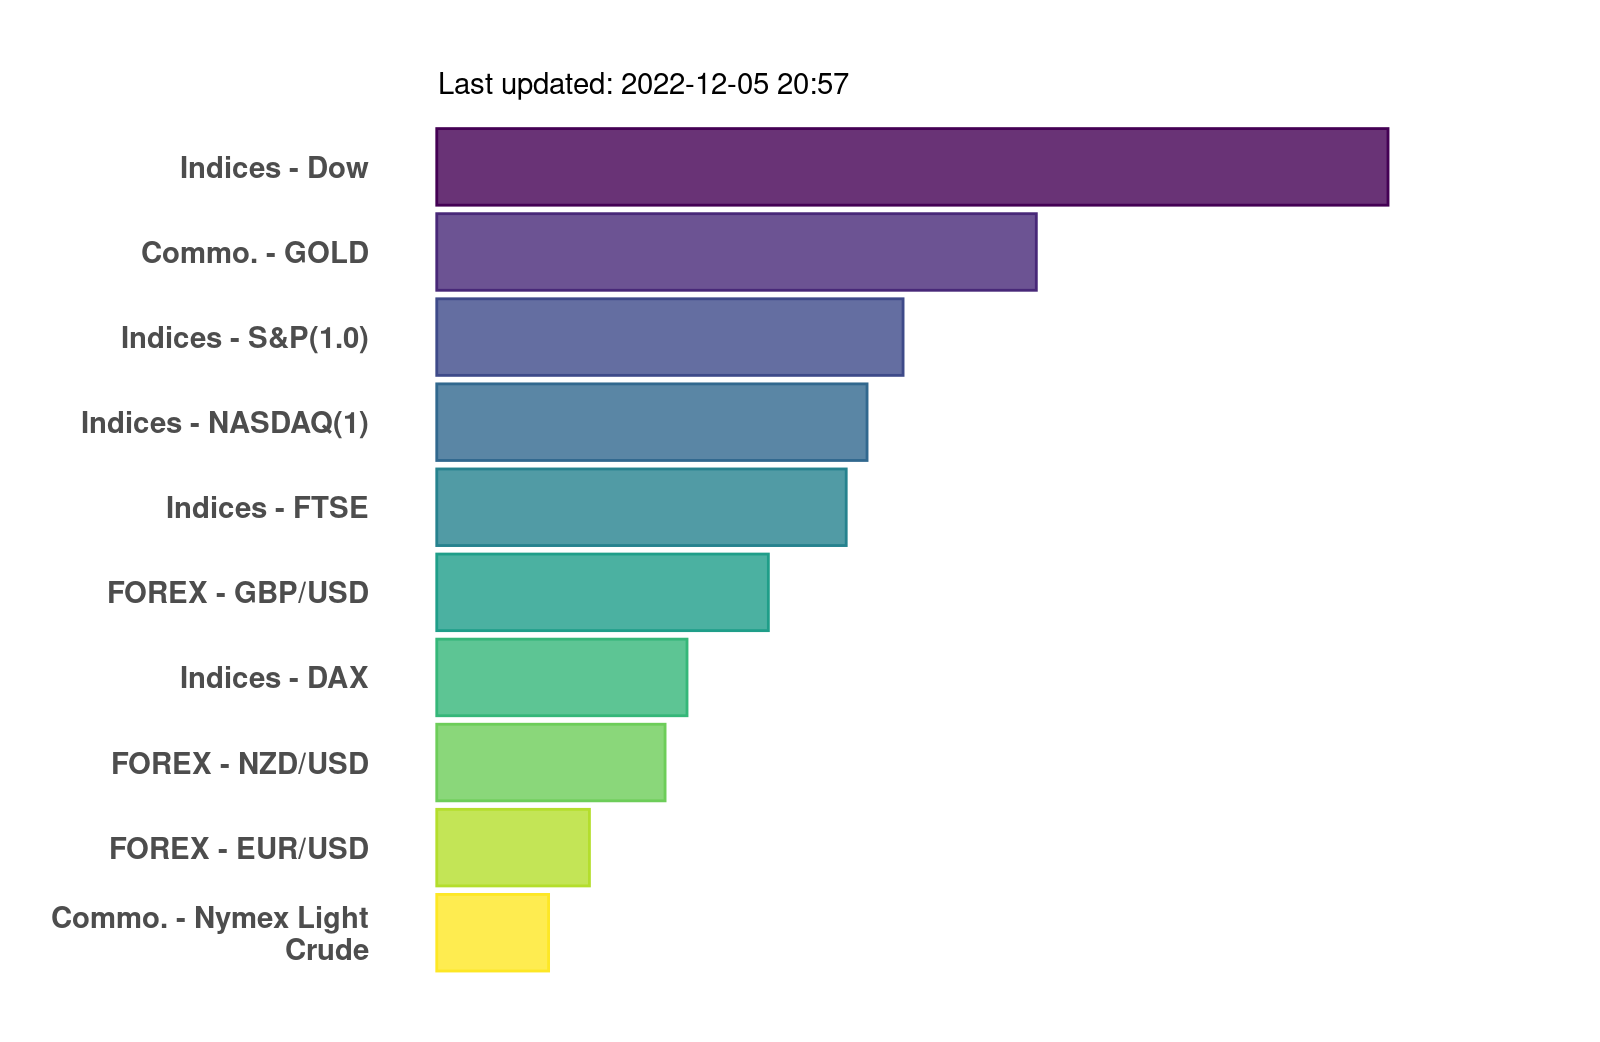 Last updated: 2022-12-05 20:57
Indices - Dow
Commo. - GOLD
Indices - S&P(1.0)
Indices - NASDAQ(1)
Indices - FTSE
FOREX - GBP/USD
Indices - DAX
FOREX - NZD/USD
FOREX - EUR/USD
Commo. - Nymex Light
Crude